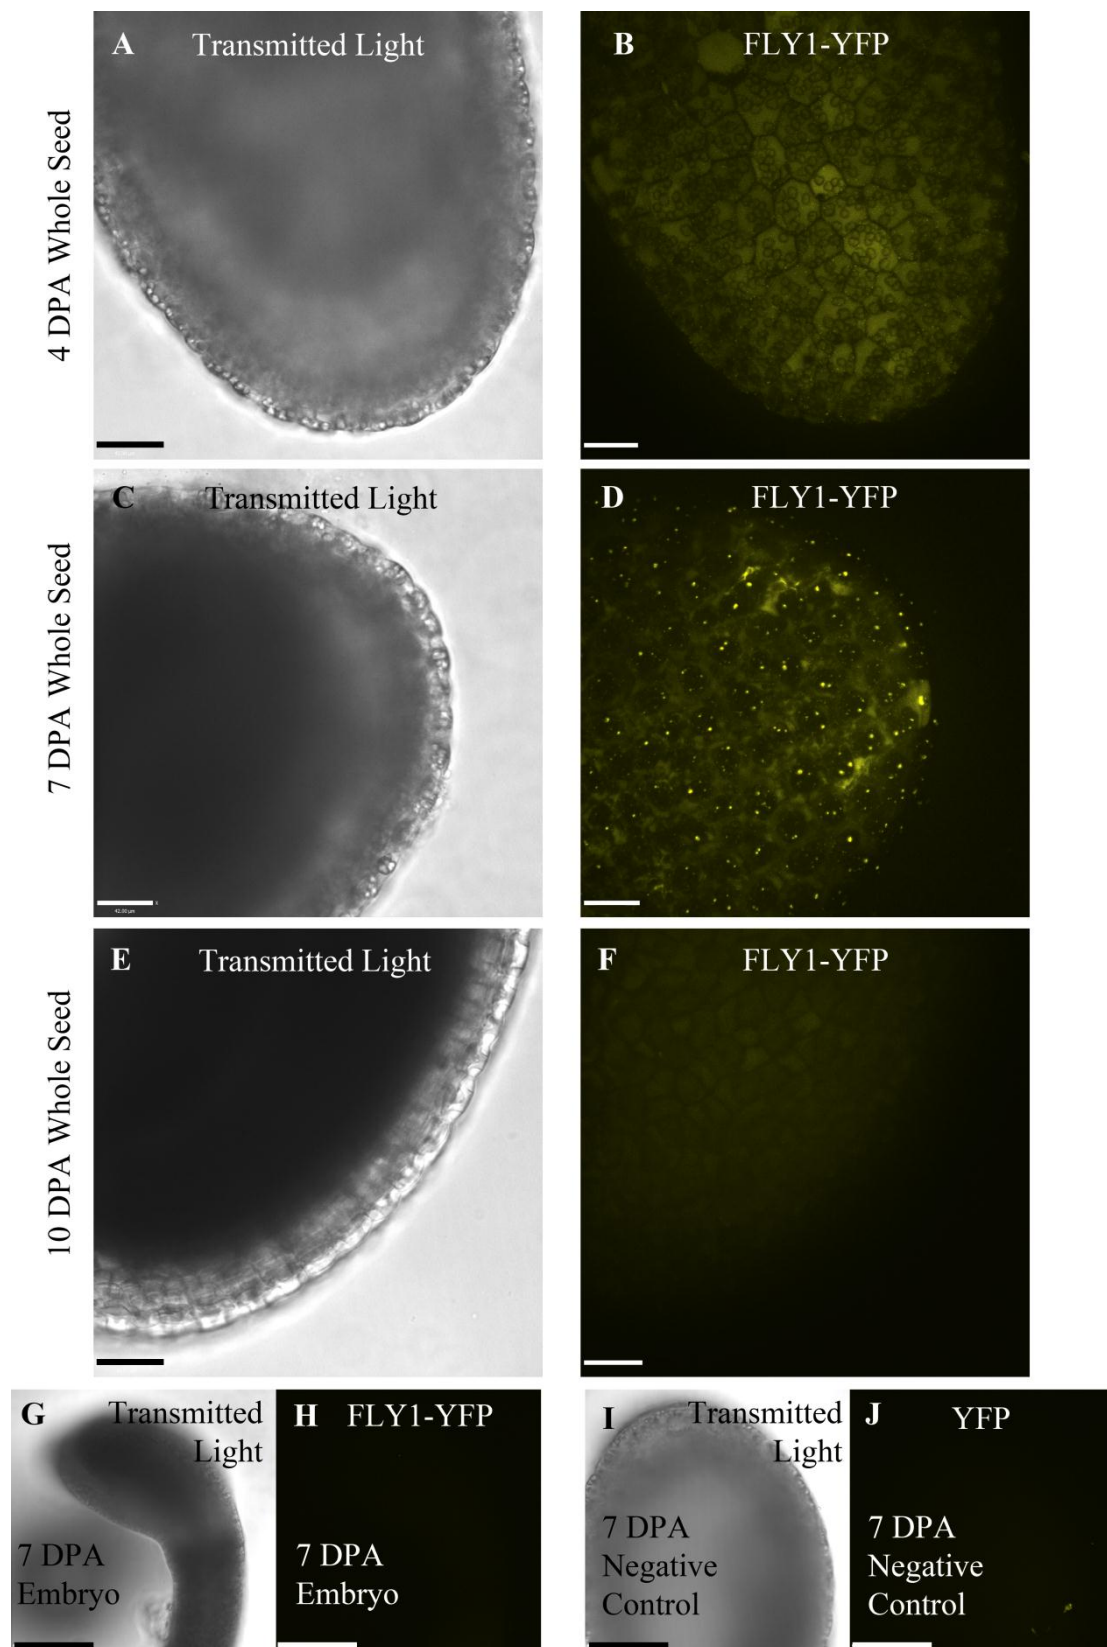 A Transmitted Light
B FLY1-YFP
4 DPA Whole Seed
C Transmitted Light
D FLY1-YFP
7 DPA Whole Seed
E Transmitted Light
F FLY1-YFP
10 DPA Whole Seed
G Transmitted
Light
7 DPA
Embryo
H FLY1-YFP
7 DPA
Embryo
I Transmitted
Light
7 DPA
Negative
Control
J YFP
7 DPA
Negative
Control